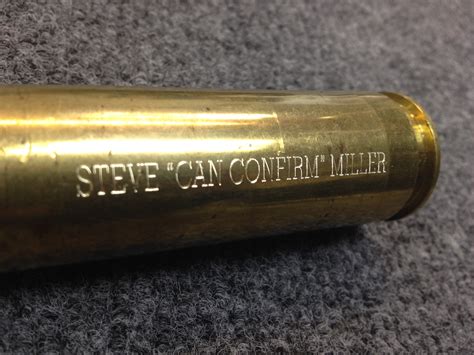 STEVE "CAN CONFIRM" MILLER